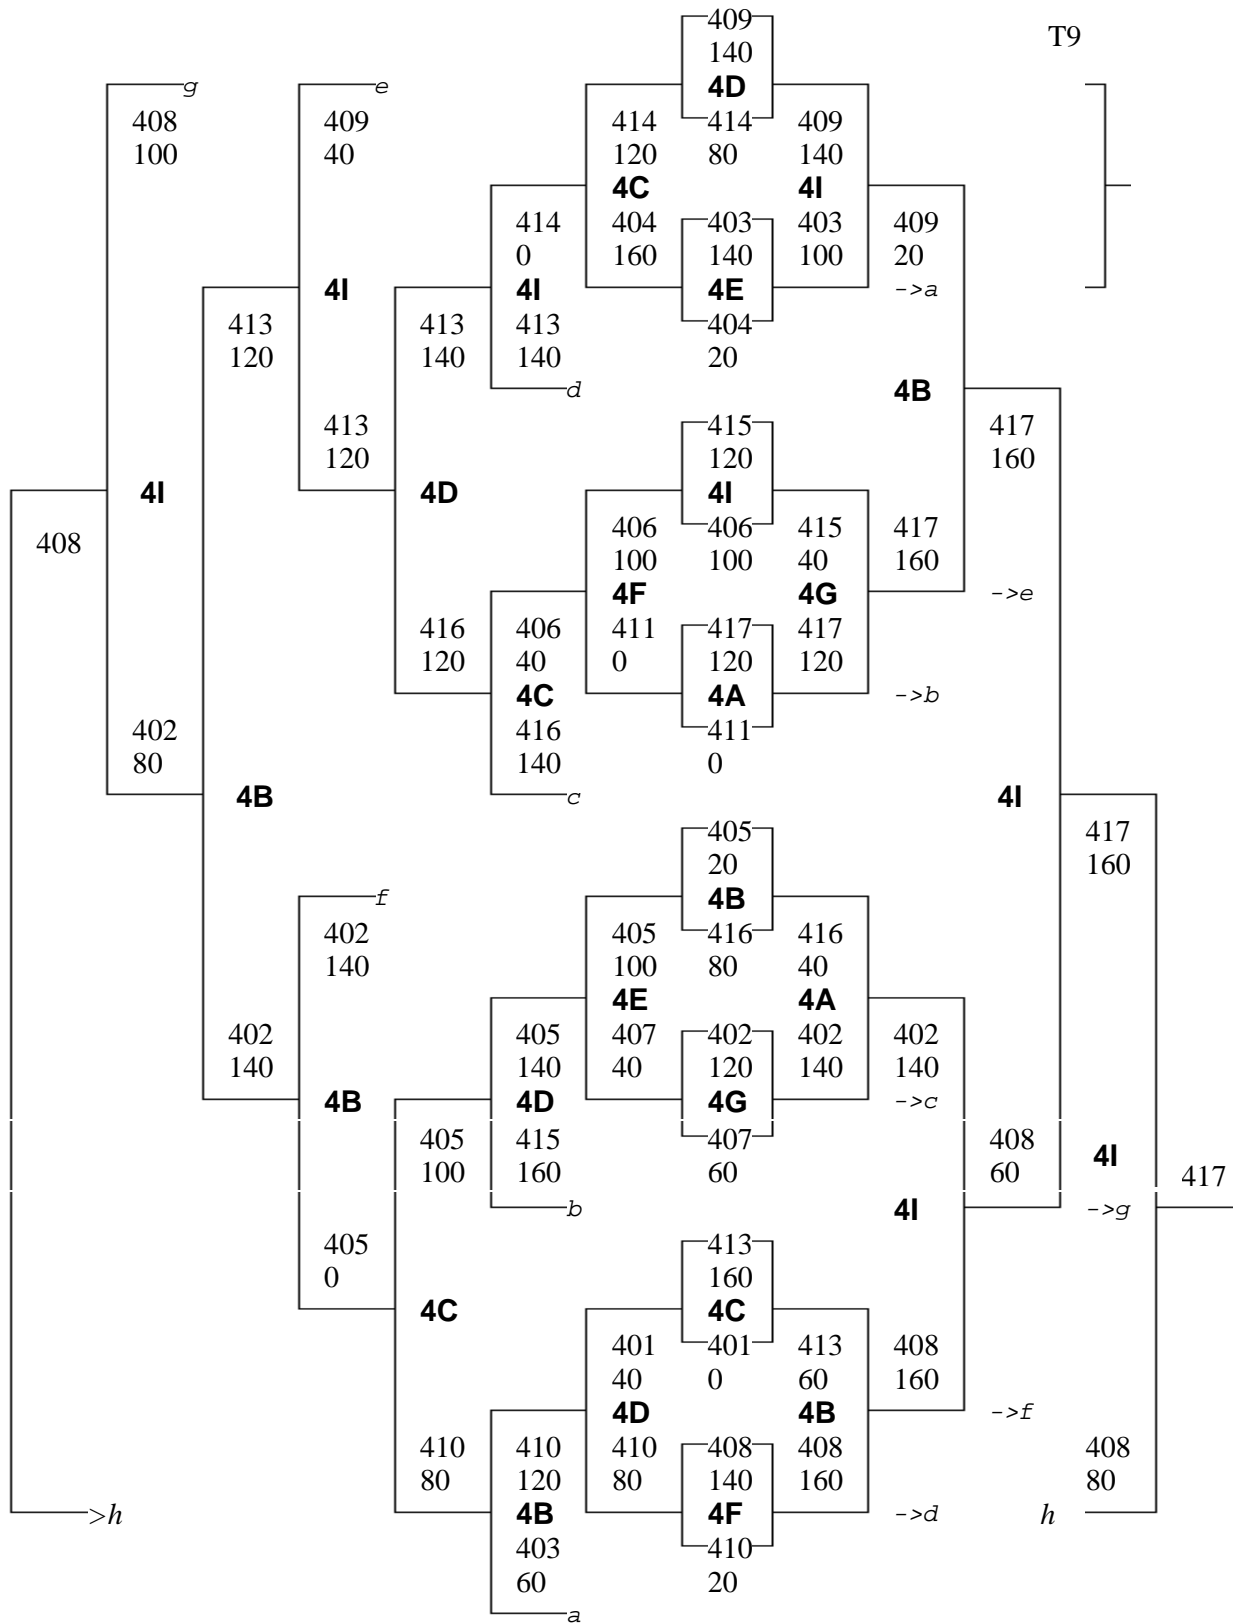 409
T9
140
g
e
4D
408
409
414
414
409
100
40
120
80
140
4C
4I
414
404
403
403
409
0
160
140
100
20
4I
4I
4E
->a
413
413
413
404
120
140
140
20
d
4B
413
415
417
120
120
160
4I
4D
4I
408
406
406
415
417
100
100
40
160
4F
4G
->e
416
406
411
417
417
120
40
0
120
120
4C
4A
->b
402
416
411
80
140
0
4B
c
4I
405
417
20
160
f
4B
402
405
416
416
140
100
80
40
4E
4A
402
405
407
402
402
402
140
140
40
120
140
140
4B
4D
4G
->c
405
415
407
408
4I
100
160
60
60
417
b
4I
->g
405
413
0
160
4C
4C
401
401
413
408
40
0
60
160
4D
4B
->f
410
410
410
408
408
408
80
120
80
140
160
80
>h
4B
4F
->d
h
403
410
60
20
a